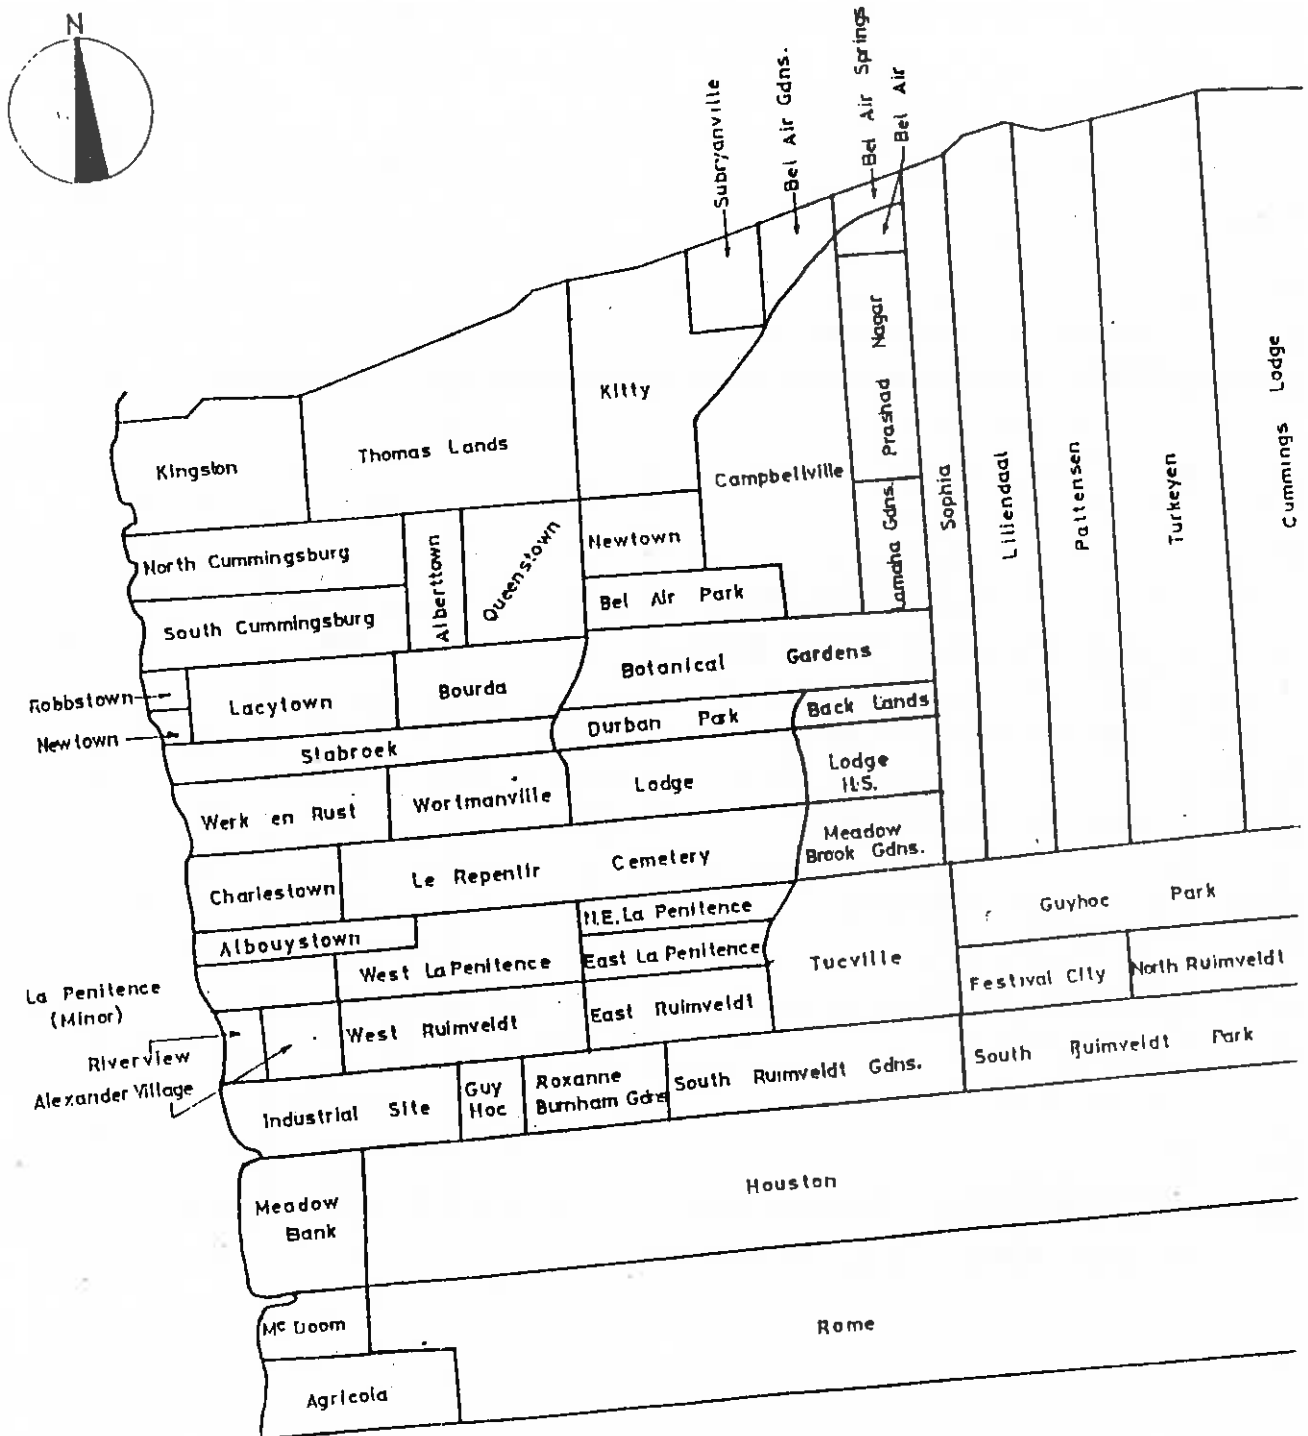 N
Subryanville
Bel Air Gdns.
Bel Air Springs
Bel Air
Kitty
Prashad Nagar
Cummings Lodge
Thomas Lands
Kingston
Campbellville
Sophia
Liliendaal
Pattensen
Turkeyen
Lamaha Gdns.
North Cummingsburg
Alberttown
Queenstown
Newtown
Bel Air Park
South Cummingsburg
Botanical Gardens
Robbstown
Lacytown
Bourda
Back Lands
Newtown
Durban Park
Stabroek
Lodge
Lodge
H.S.
Werk en Rust
Wortmanville
Meadow
Brook Gdns.
Charlestown
Le Repentir Cemetery
Guyhoc Park
N.E. La Penitence
Albouystown
West La Penitence
East La Penitence
Tucville
Festival City
North Ruimveldt
La Penitence
(Minor)
West Ruimveldt
East Ruimveldt
Riverview
Alexander Village
South Ruimveldt Park
Industrial Site
Guy
Hoc
Roxanne
Burnham Gdns
South Ruimveldt Gdns.
Meadow
Bank
Houston
Mc Doom
Rome
Agricola